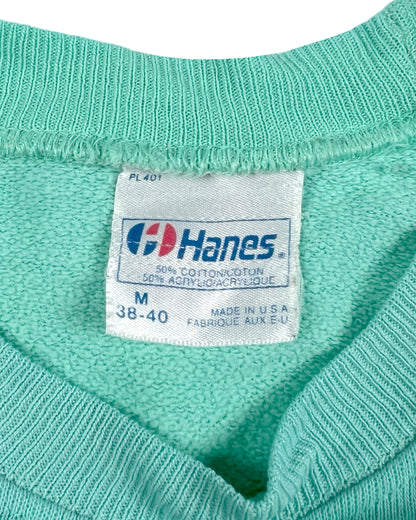 PL 401
Hanes®
50% COTTON/COTON
50% ACRYLIC/ACRYLIQUE
M
38-40
MADE IN U.S.A
FABRIQUE AUX E-U